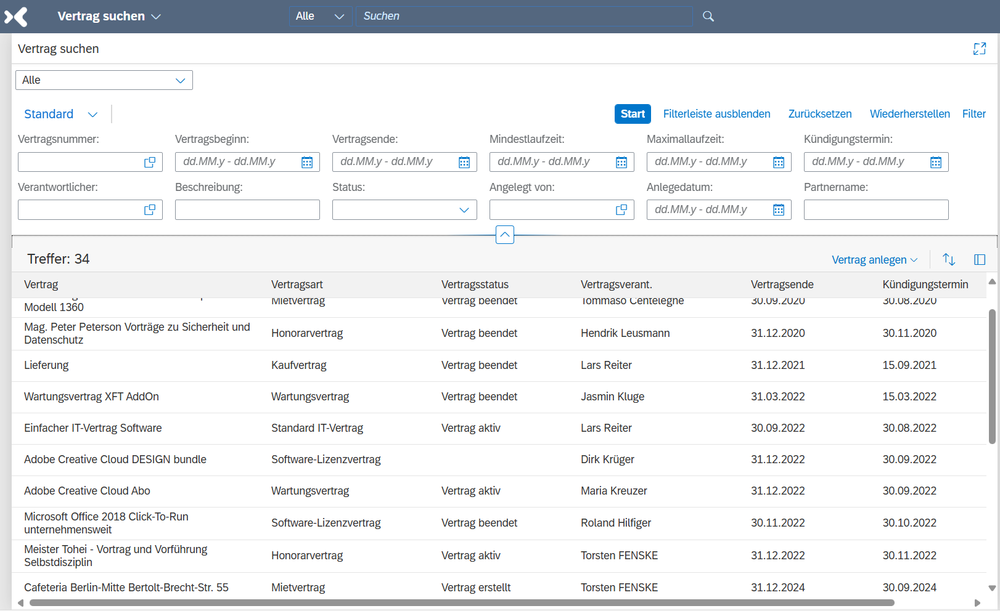 Vertrag suchen
Alle
Suchen
Vertrag suchen
Alle
Standard
Start
Filterleiste ausblenden
Zurücksetzen
Wiederherstellen
Filter
Vertragsnummer:
Vertragsbeginn:
Vertragsende:
Mindestlaufzeit:
Maximallaufzeit:
Kündigungstermin:
dd.MM.y - dd.MM.y
dd.MM.y - dd.MM.y
dd.MM.y - dd.MM.y
dd.MM.y - dd.MM.y
dd.MM.y - dd.MM.y
Verantwortlicher:
Beschreibung:
Status:
Angelegt von:
Anlegedatum:
Partnername:
dd.MM.y - dd.MM.y
Treffer: 34
Vertrag anlegen
Vertrag Vertragsart Vertragsstatus Vertragsverant. Vertragsende Kündigungstermin
Modell 1360 Mietvertrag Vertrag beendet Tommaso Centeleghe 30.09.2020 30.08.2020
Mag. Peter Peterson Vorträge zu Sicherheit und
Datenschutz
Honorarvertrag Vertrag beendet Hendrik Leusmann 31.12.2020 30.11.2020
Lieferung Kaufvertrag Vertrag beendet Lars Reiter 31.12.2021 15.09.2021
Wartungsvertrag XFT AddOn Wartungsvertrag Vertrag beendet Jasmin Kluge 31.03.2022 15.03.2022
Einfacher IT-Vertrag Software Standard IT-Vertrag Vertrag aktiv Lars Reiter 30.09.2022 30.08.2022
Adobe Creative Cloud DESIGN bundle Software-Lizenzvertrag Dirk Krüger 31.12.2022 30.09.2022
Adobe Creative Cloud Abo Wartungsvertrag Vertrag aktiv Maria Kreuzer 31.12.2022 30.09.2022
Microsoft Office 2018 Click-To-Run
unternehmensweit
Software-Lizenzvertrag Vertrag beendet Roland Hilfiger 30.11.2022 30.10.2022
Meister Tohei - Vortrag und Vorführung
Selbstdisziplin
Honorarvertrag Vertrag aktiv Torsten FENSKE 31.12.2022 30.11.2022
Cafeteria Berlin-Mitte Bertolt-Brecht-Str. 55 Mietvertrag Vertrag erstellt Torsten FENSKE 31.12.2024 30.09.2024